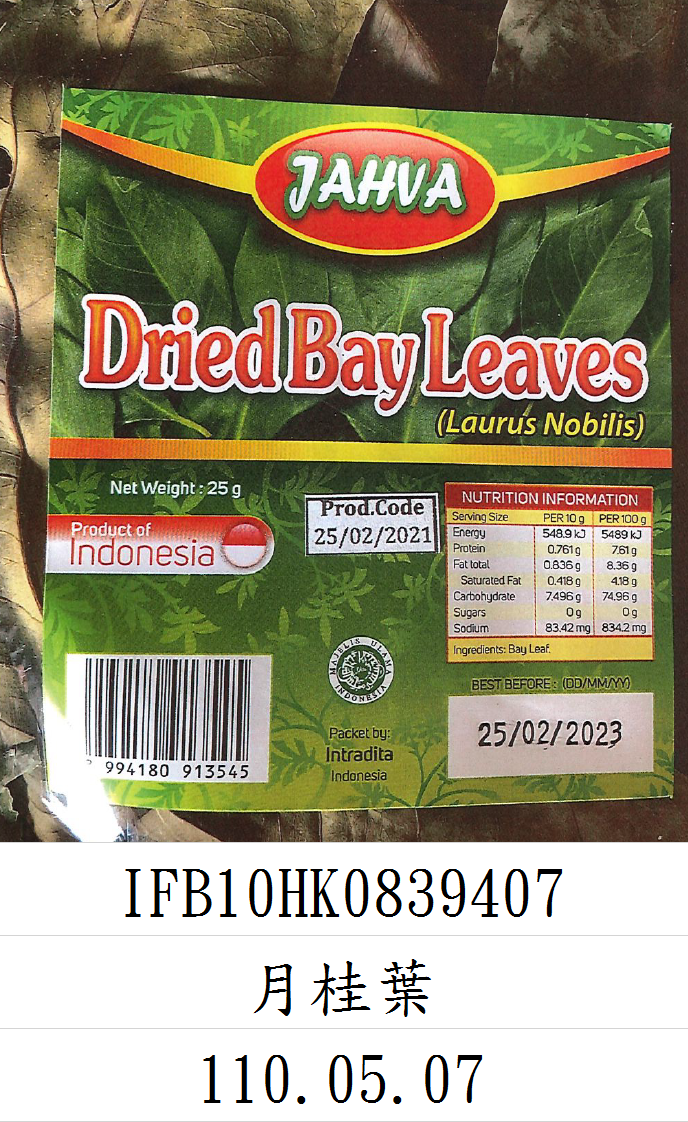 JAHVA
Dried Bay Leaves
(Laurus Nobilis)
Net Weight : 25 g
Product of
Indonesia
Prod.Code
25/02/2021
NUTRITION INFORMATION
Serving Size PER 10 g PER 100 g
Energy 548.9 kJ 5489 kJ
Protein 0.761 g 7.61 g
Fat total 0.836 g 8.36 g
Saturated Fat 0.418 g 4.18 g
Carbohydrate 7.496 g 74.96 g
Sugars 0 g 0 g
Sodium 83.42 mg 834.2 mg
Ingredients: Bay Leaf.
MAJELIS ULAMA
INDONESIA
BEST BEFORE : (DD/MM/YY)
25/02/2023
Packet by:
Intradita
Indonesia
994180 913545
IFB10HK0839407
月桂葉
110.05.07